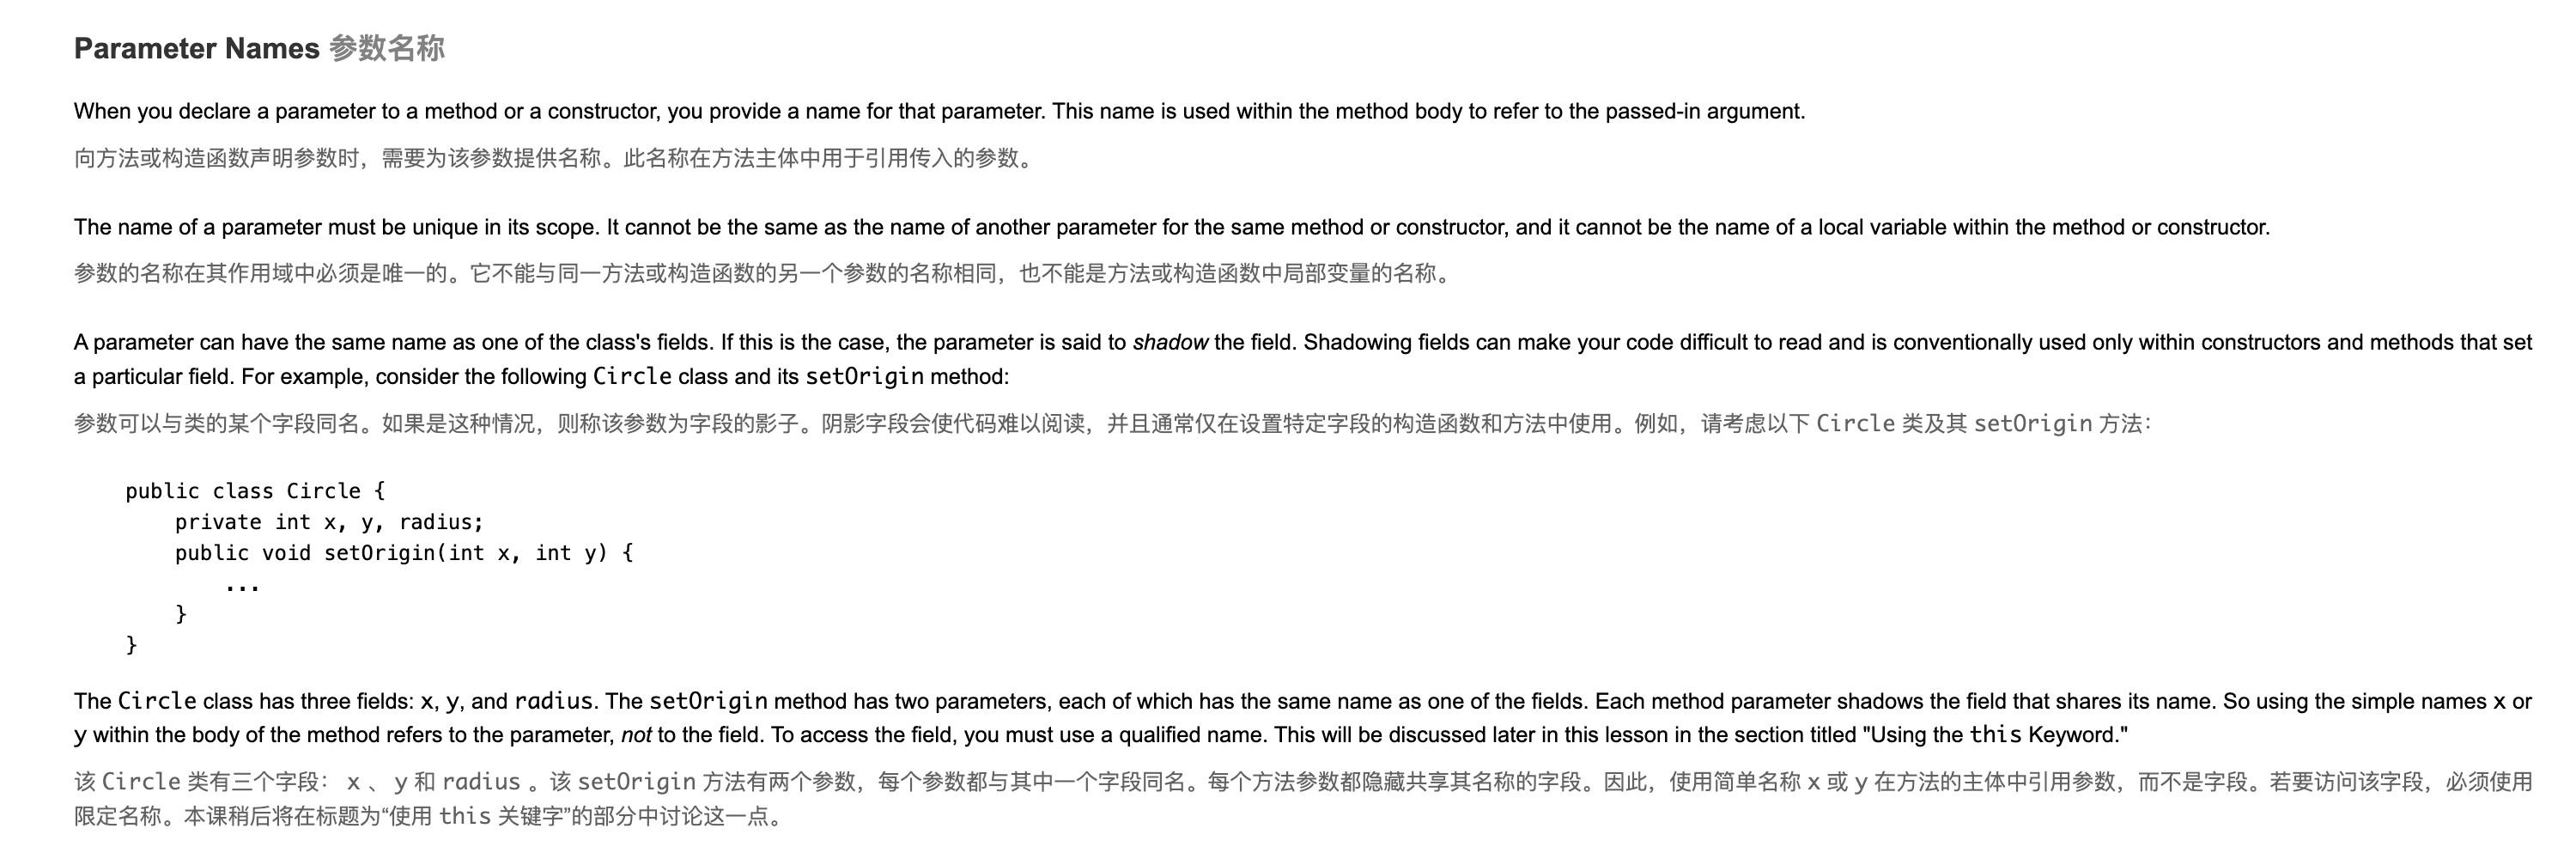 Parameter Names 参数名称
When you declare a parameter to a method or a constructor, you provide a name for that parameter. This name is used within the method body to refer to the passed-in argument.
向方法或构造函数声明参数时，需要为该参数提供名称。此名称在方法主体中用于引用传入的参数。
The name of a parameter must be unique in its scope. It cannot be the same as the name of another parameter for the same method or constructor, and it cannot be the name of a local variable within the method or constructor.
参数的名称在其作用域中必须是唯一的。它不能与同一方法或构造函数的另一个参数的名称相同，也不能是方法或构造函数中局部变量的名称。
A parameter can have the same name as one of the class's fields. If this is the case, the parameter is said to shadow the field. Shadowing fields can make your code difficult to read and is conventionally used only within constructors and methods that set
a particular field. For example, consider the following Circle class and its setOrigin method:
参数可以与类的某个字段同名。如果是这种情况，则称该参数为字段的影子。阴影字段会使代码难以阅读，并且通常仅在设置特定字段的构造函数和方法中使用。例如，请考虑以下 Circle 类及其 setOrigin 方法：
public class Circle {
    private int x, y, radius;
    public void setOrigin(int x, int y) {
        ...
    }
}
The Circle class has three fields: x, y, and radius. The setOrigin method has two parameters, each of which has the same name as one of the fields. Each method parameter shadows the field that shares its name. So using the simple names x or
y within the body of the method refers to the parameter, not to the field. To access the field, you must use a qualified name. This will be discussed later in this lesson in the section titled "Using the this Keyword."
该 Circle 类有三个字段： x 、 y 和 radius 。该 setOrigin 方法有两个参数，每个参数都与其中一个字段同名。每个方法参数都隐藏共享其名称的字段。因此，使用简单名称 x 或 y 在方法的主体中引用参数，而不是字段。若要访问该字段，必须使用
限定名称。本课稍后将在标题为“使用 this 关键字”的部分中讨论这一点。